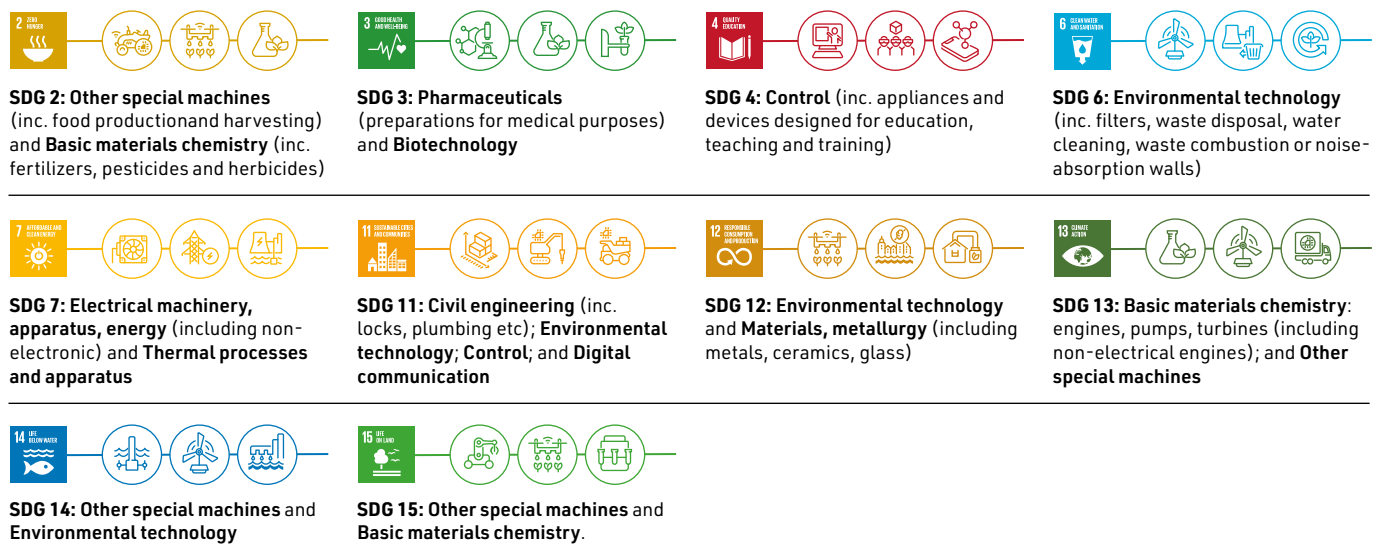 2 ZERO
HUNGER
SDG 2: Other special machines
(inc. food productionand harvesting)
and Basic materials chemistry (inc.
fertilizers, pesticides and herbicides)
3 GOOD HEALTH
AND WELL-BEING
SDG 3: Pharmaceuticals
(preparations for medical purposes)
and Biotechnology
4 QUALITY
EDUCATION
SDG 4: Control (inc. appliances and
devices designed for education,
teaching and training)
6 CLEAN WATER
AND SANITATION
SDG 6: Environmental technology
(inc. filters, waste disposal, water
cleaning, waste combustion or noise-
absorption walls)
7 AFFORDABLE AND
CLEAN ENERGY
SDG 7: Electrical machinery,
apparatus, energy (including non-
electronic) and Thermal processes
and apparatus
11 SUSTAINABLE CITIES
AND COMMUNITIES
SDG 11: Civil engineering (inc.
locks, plumbing etc); Environmental
technology; Control; and Digital
communication
12 RESPONSIBLE
CONSUMPTION
AND PRODUCTION
SDG 12: Environmental technology
and Materials, metallurgy (including
metals, ceramics, glass)
13 CLIMATE
ACTION
SDG 13: Basic materials chemistry:
engines, pumps, turbines (including
non-electrical engines); and Other
special machines
14 LIFE
BELOW WATER
SDG 14: Other special machines and
Environmental technology
15 LIFE
ON LAND
SDG 15: Other special machines and
Basic materials chemistry.